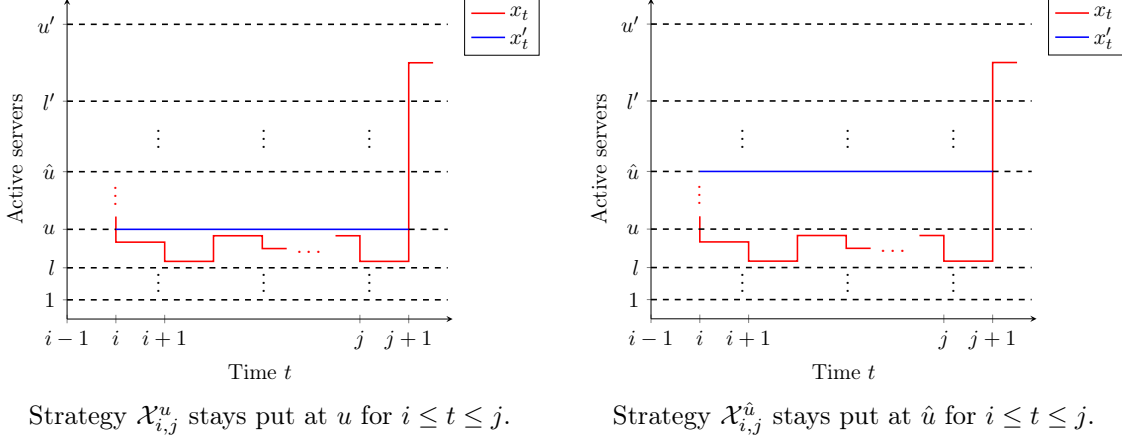 x_t
x'_t
u'
l'
û
u
l
1
Active servers
i − 1
i
i + 1
j
j + 1
Time t
Strategy 𝒳^u_{i,j} stays put at u for i ≤ t ≤ j.
x_t
x'_t
u'
l'
û
u
l
1
Active servers
i − 1
i
i + 1
j
j + 1
Time t
Strategy 𝒳^û_{i,j} stays put at û for i ≤ t ≤ j.